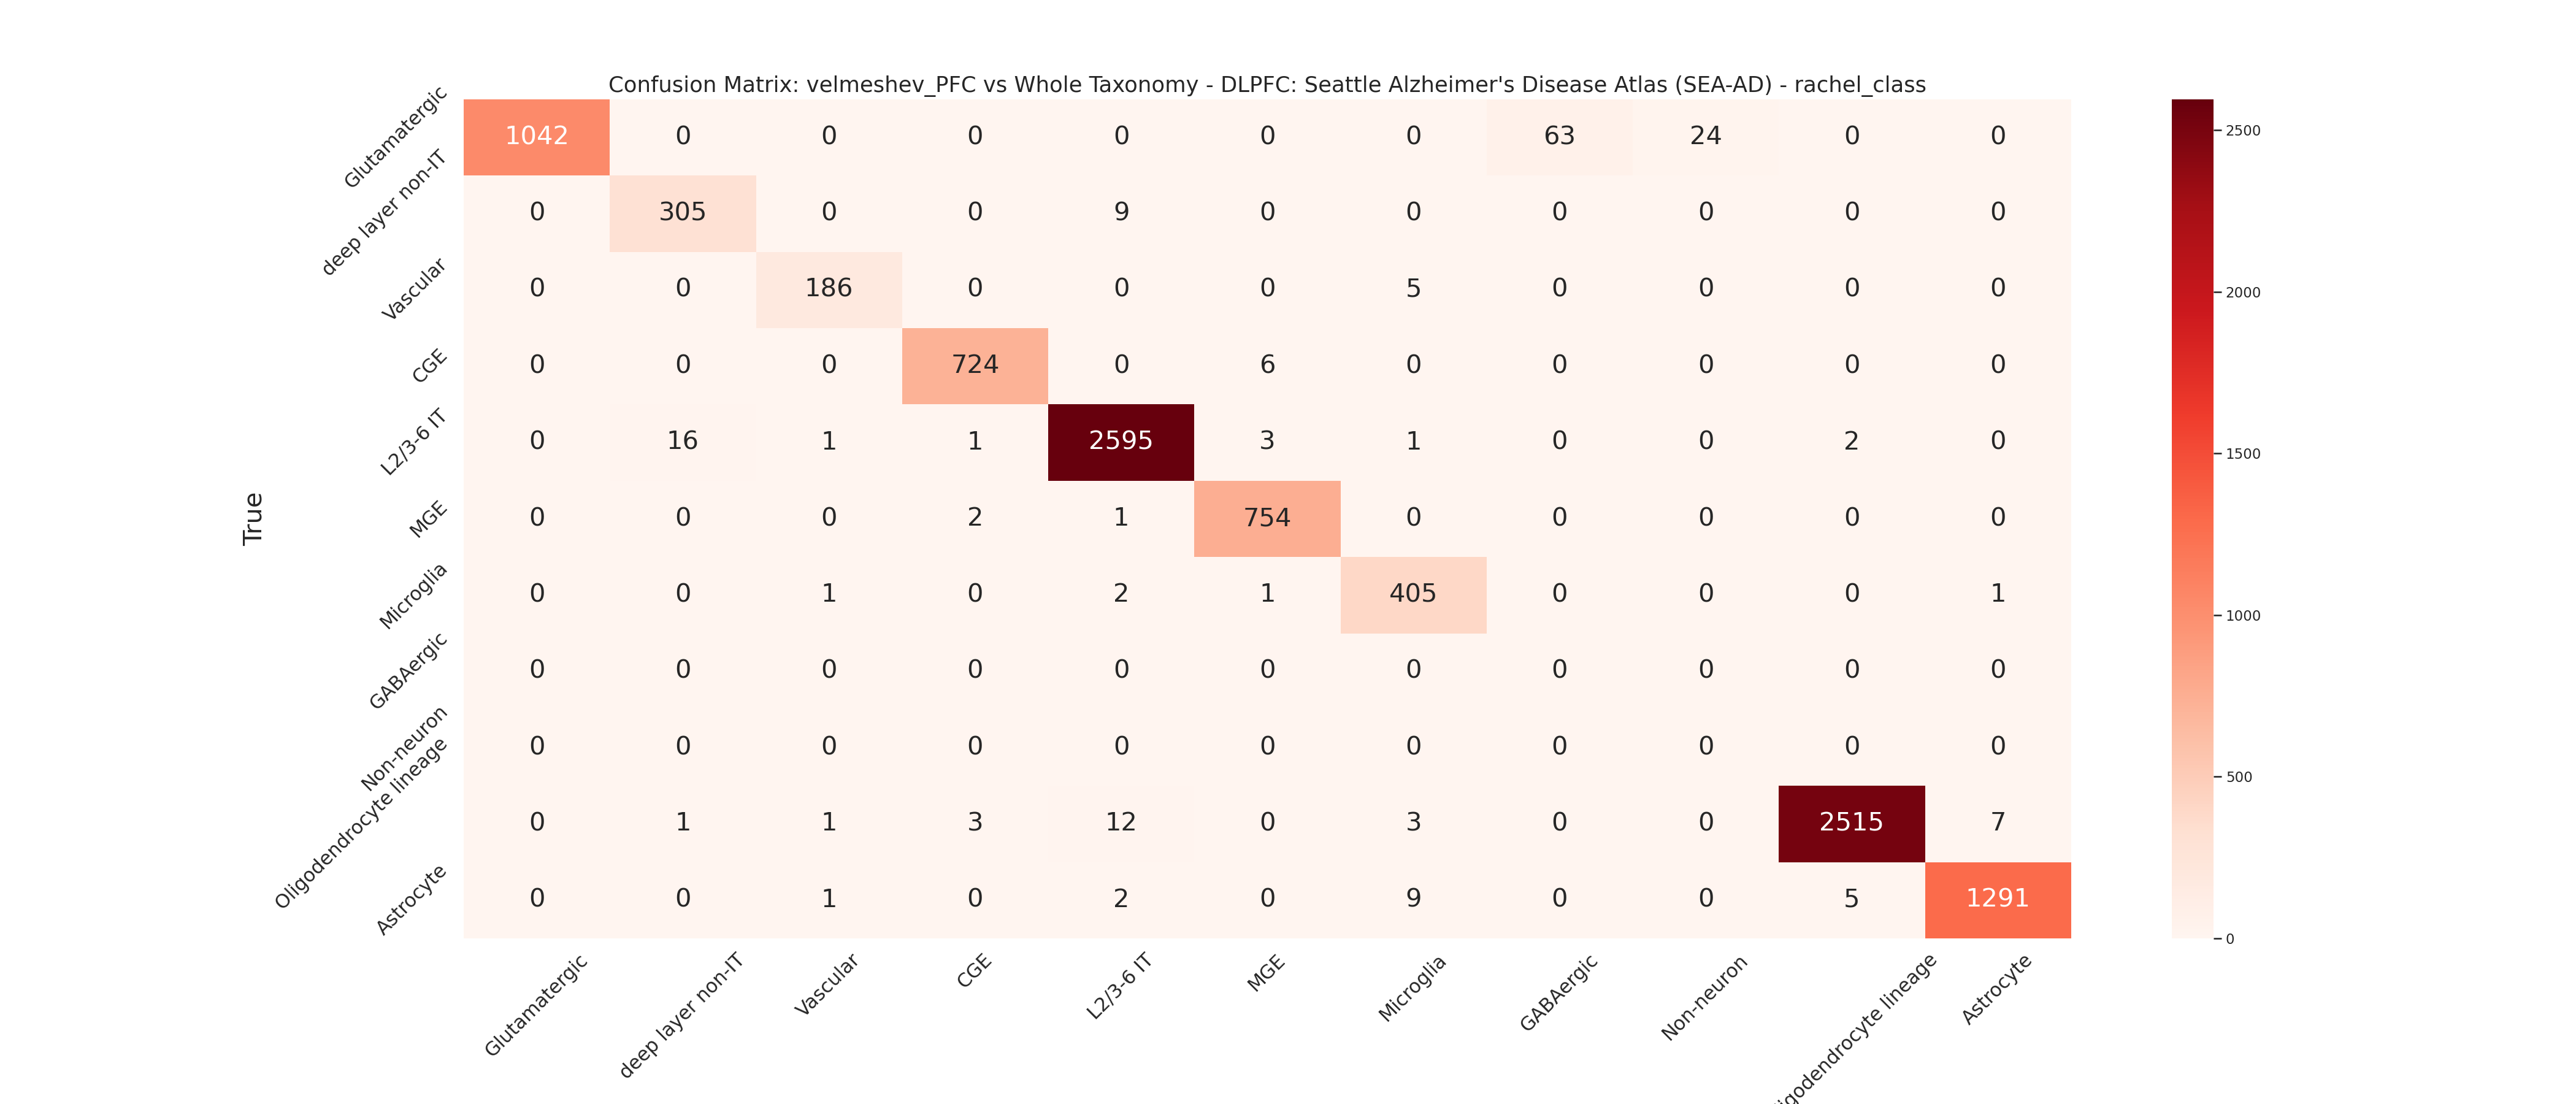 Confusion Matrix: velmeshev_PFC vs Whole Taxonomy - DLPFC: Seattle Alzheimer's Disease Atlas (SEA-AD) - rachel_class
Glutamatergic 1042 0 0 0 0 0 0 63 24 0 0
deep layer non-IT 0 305 0 0 9 0 0 0 0 0 0
Vascular 0 0 186 0 0 0 5 0 0 0 0
CGE 0 0 0 724 0 6 0 0 0 0 0
L2/3-6 IT 0 16 1 1 2595 3 1 0 0 2 0
MGE 0 0 0 2 1 754 0 0 0 0 0
Microglia 0 0 1 0 2 1 405 0 0 0 1
GABAergic 0 0 0 0 0 0 0 0 0 0 0
Non-neuron 0 0 0 0 0 0 0 0 0 0 0
Oligodendrocyte lineage 0 1 1 3 12 0 3 0 0 2515 7
Astrocyte 0 0 1 0 2 0 9 0 0 5 1291
True
Glutamatergic
deep layer non-IT
Vascular
CGE
L2/3-6 IT
MGE
Microglia
GABAergic
Non-neuron
igodendrocyte lineage
Astrocyte
2500
2000
1500
1000
500
0